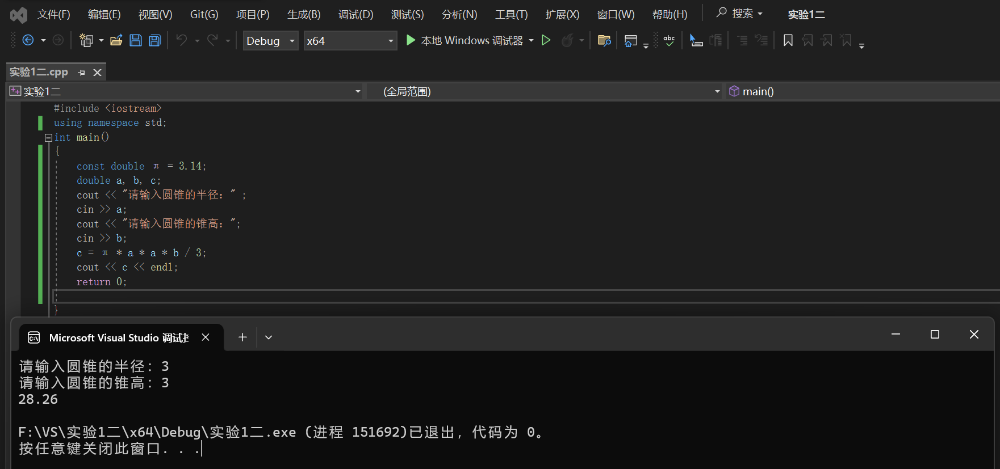 文件(F) 编辑(E) 视图(V) Git(G) 项目(P) 生成(B) 调试(D) 测试(S) 分析(N) 工具(T) 扩展(X) 窗口(W) 帮助(H) 搜索 实验1二
Debug x64 本地 Windows 调试器 abc
实验1二.cpp
实验1二 (全局范围) main()
#include <iostream>
using namespace std;
int main()
{
const double π = 3.14;
double a, b, c;
cout << "请输入圆锥的半径：" ;
cin >> a;
cout << "请输入圆锥的锥高：";
cin >> b;
c = π * a * a * b / 3;
cout << c << endl;
return 0;
}
Microsoft Visual Studio 调试
请输入圆锥的半径：3
请输入圆锥的锥高：3
28.26
F:\VS\实验1二\x64\Debug\实验1二.exe (进程 151692)已退出，代码为 0。
按任意键关闭此窗口. . .